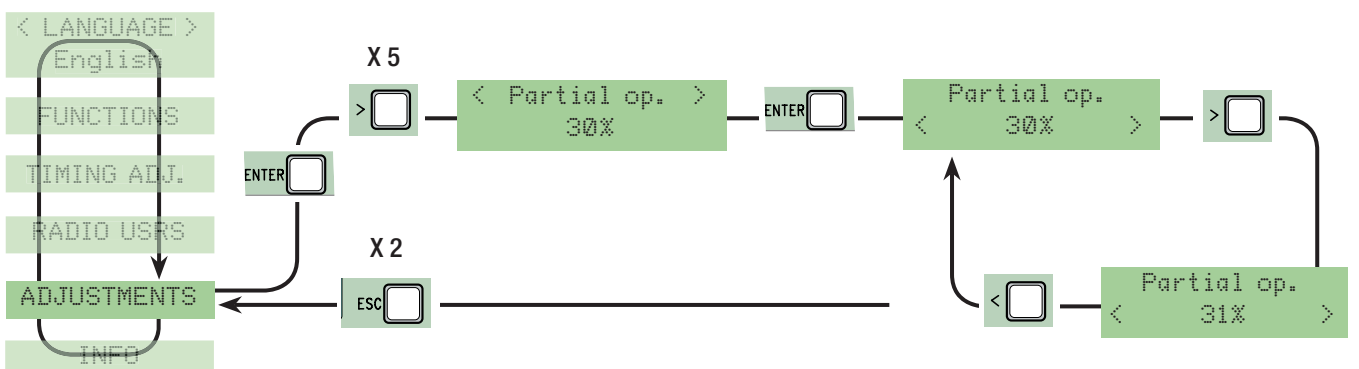 < LANGUAGE >
English
FUNCTIONS
TIMING ADJ.
RADIO USRS
ADJUSTMENTS
INFO
ENTER
X 5
>
< Partial op. >
30%
ENTER
Partial op.
< 30% >
>
Partial op.
< 31% >
<
X 2
ESC